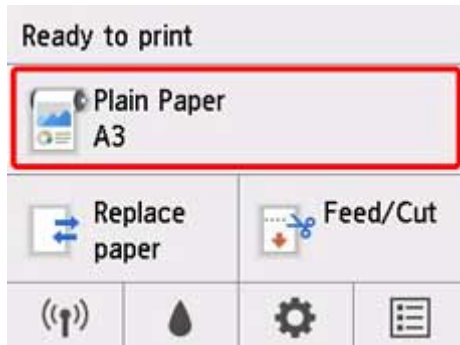 Ready to print
Plain Paper
A3
Replace
paper
Feed/Cut